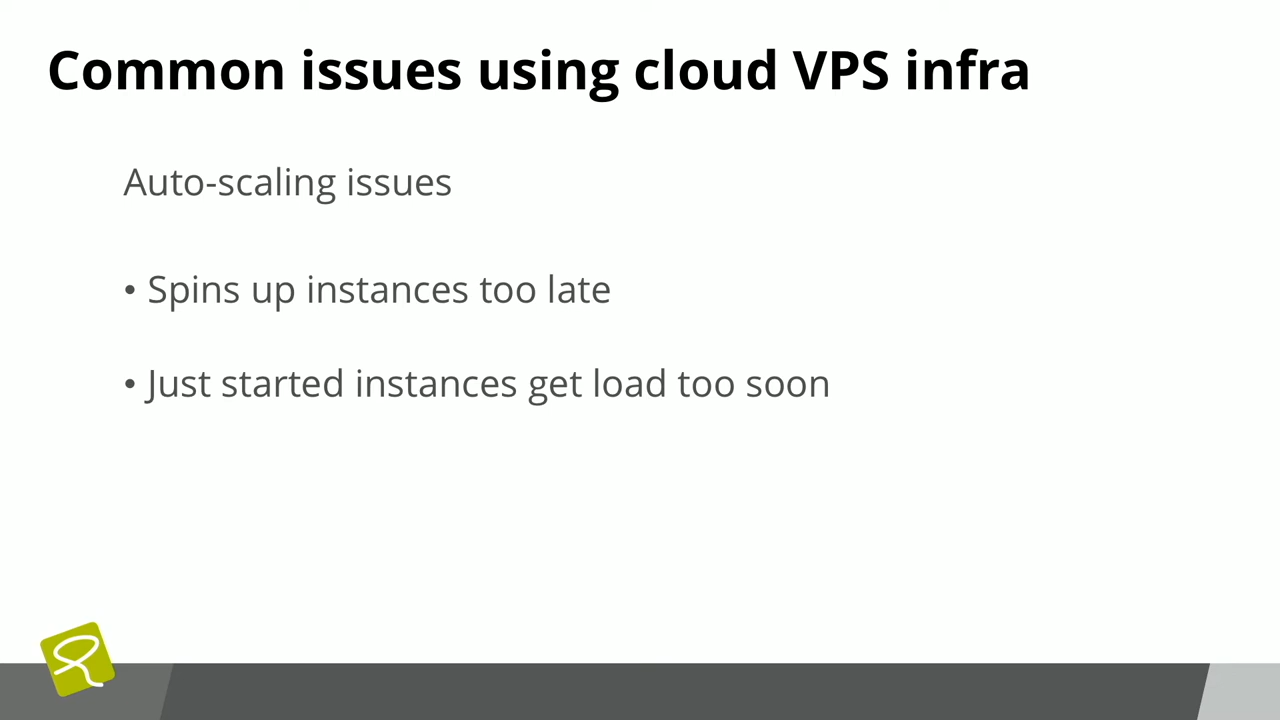 Common issues using cloud VPS infra
Auto-scaling issues
• Spins up instances too late
• Just started instances get load too soon